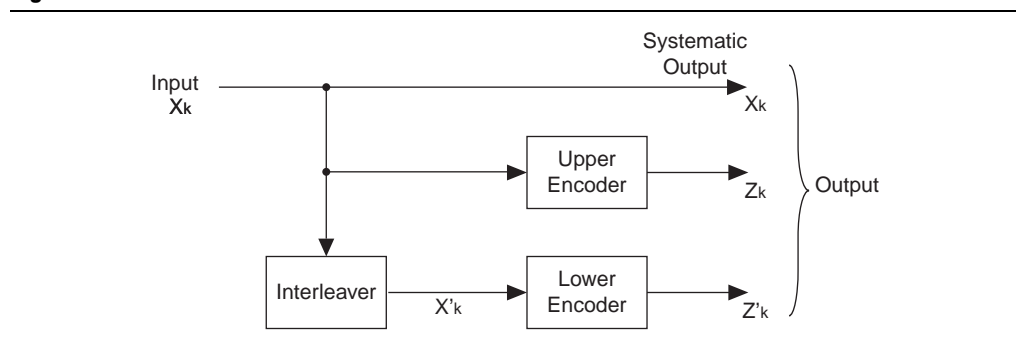 Systematic
Output
Input
Xk
Xk
Upper
Encoder
Zk
Output
Interleaver
X'k
Lower
Encoder
Z'k